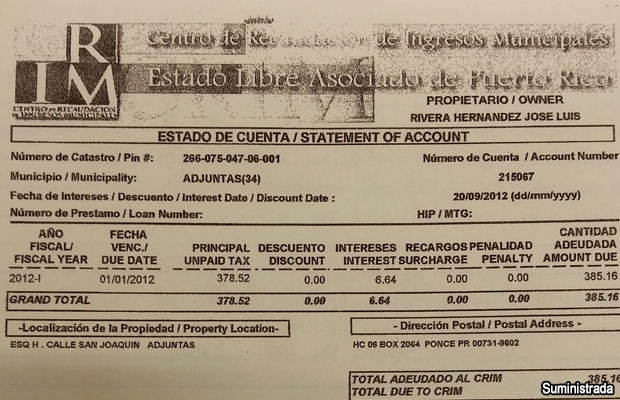 CRIM
CENTRO DE RECAUDACION
DE INGRESOS MUNICIPALES
Centro de Recaudación de Ingresos Municipales
Estado Libre Asociado de Puerto Rico
PROPIETARIO / OWNER
RIVERA HERNANDEZ JOSE LUIS
ESTADO DE CUENTA / STATEMENT OF ACCOUNT
Número de Catastro / Pin #: 266-075-047-06-001 Número de Cuenta / Account Number
Municipio / Municipality: ADJUNTAS(34) 215067
Fecha de Intereses / Descuento / Interest Date / Discount Date : 20/09/2012 (dd/mm/yyyy)
Número de Prestamo / Loan Number: HIP / MTG:
AÑO FECHA CANTIDAD
FISCAL/ VENC./ PRINCIPAL DESCUENTO INTERESES RECARGOS PENALIDAD ADEUDADA
FISCAL YEAR DUE DATE UNPAID TAX DISCOUNT INTEREST SURCHARGE PENALTY AMOUNT DUE
2012-I 01/01/2012 378.52 0.00 6.64 0.00 0.00 385.16
GRAND TOTAL 378.52 0.00 6.64 0.00 0.00 385.16
-Localización de la Propiedad / Property Location- - Dirección Postal / Postal Address -
ESQ H . CALLE SAN JOAQUIN ADJUNTAS HC 06 BOX 2064 PONCE PR 00731-9602
TOTAL ADEUDADO AL CRIM 385.16
TOTAL DUE TO CRIM
Suministrada